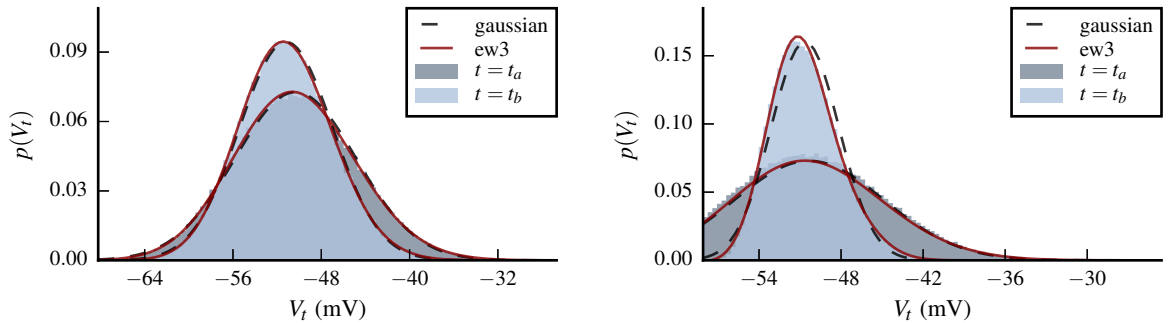 gaussian
ew3
t = t_a
t = t_b
0.09
0.06
0.03
0.00
p(V_t)
−64
−56
−48
−40
−32
V_t (mV)
gaussian
ew3
t = t_a
t = t_b
0.15
0.10
0.05
0.00
p(V_t)
−54
−48
−42
−36
−30
V_t (mV)